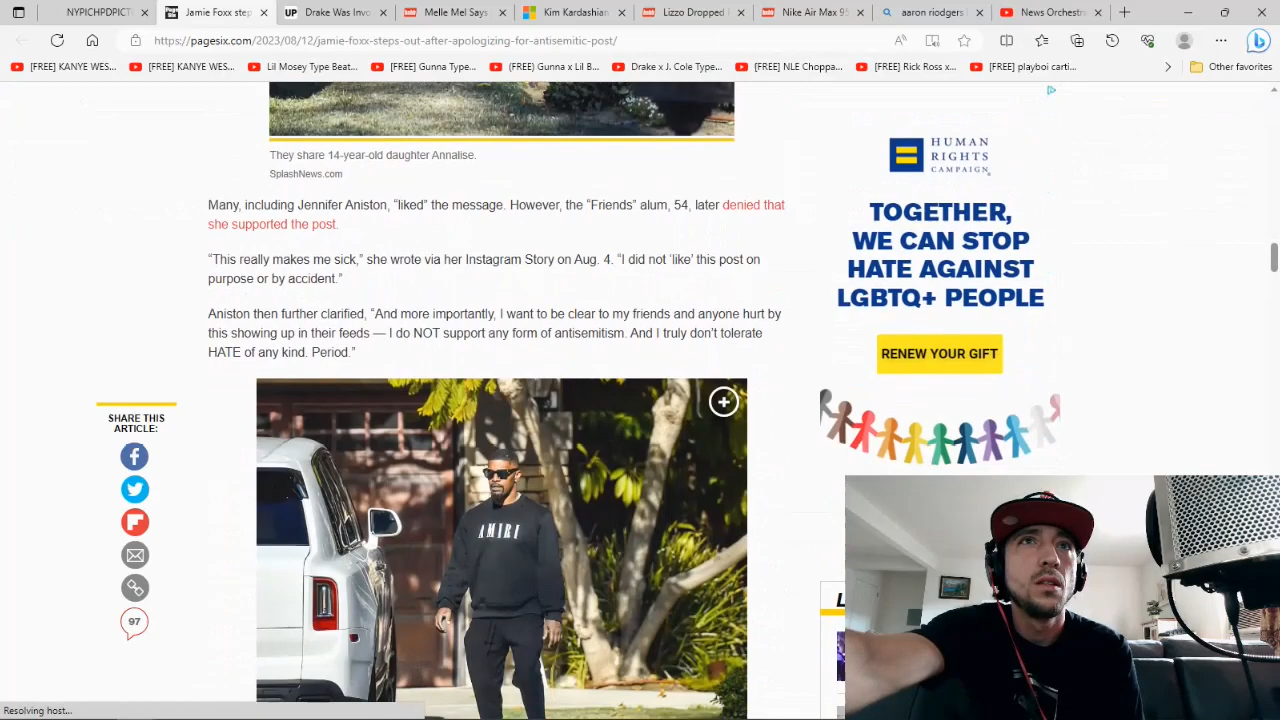 NYPICHPDPICT
Jamie Foxx step
UP
Drake Was Invo
Melle Mel Says
Kim Kardashian
Lizzo Dropped
Nike Air Max 95
aaron riodgers
News Orchestra
https://pagesix.com/2023/08/12/jamie-foxx-steps-out-after-apologizing-for-antisemitic-post/
[FREE] KANYE WES...
[FREE] KANYE WES...
Lil Mosey Type Beat...
[FREE] Gunna Type...
(FREE) Gunna x Lil B...
Drake x J. Cole Type...
[FREE] NLE Choppa...
[FREE] Rick Ross x...
[FREE] playboi carti...
Other favorites
They share 14-year-old daughter Annalise.
SplashNews.com
Many, including Jennifer Aniston, “liked” the message. However, the “Friends” alum, 54, later denied that
she supported the post.
“This really makes me sick,” she wrote via her Instagram Story on Aug. 4. “I did not ‘like’ this post on
purpose or by accident.”
Aniston then further clarified, “And more importantly, I want to be clear to my friends and anyone hurt by
this showing up in their feeds — I do NOT support any form of antisemitism. And I truly don’t tolerate
HATE of any kind. Period.”
SHARE THIS
ARTICLE:
97
AMIRI
HUMAN
RIGHTS
CAMPAIGN
TOGETHER,
WE CAN STOP
HATE AGAINST
LGBTQ+ PEOPLE
RENEW YOUR GIFT
Resolving host...